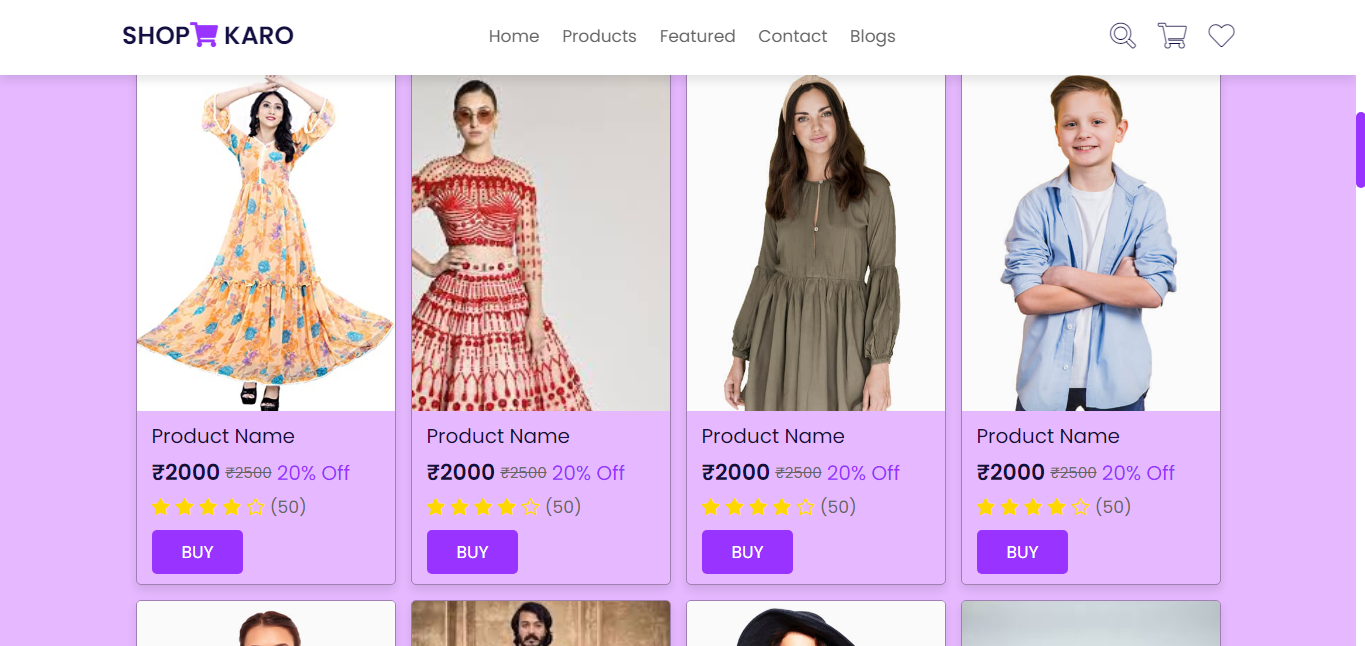 SHOP KARO
Home Products Featured Contact Blogs
Product Name
₹2000 ₹2500 20% Off
(50)
BUY
Product Name
₹2000 ₹2500 20% Off
(50)
BUY
Product Name
₹2000 ₹2500 20% Off
(50)
BUY
Product Name
₹2000 ₹2500 20% Off
(50)
BUY